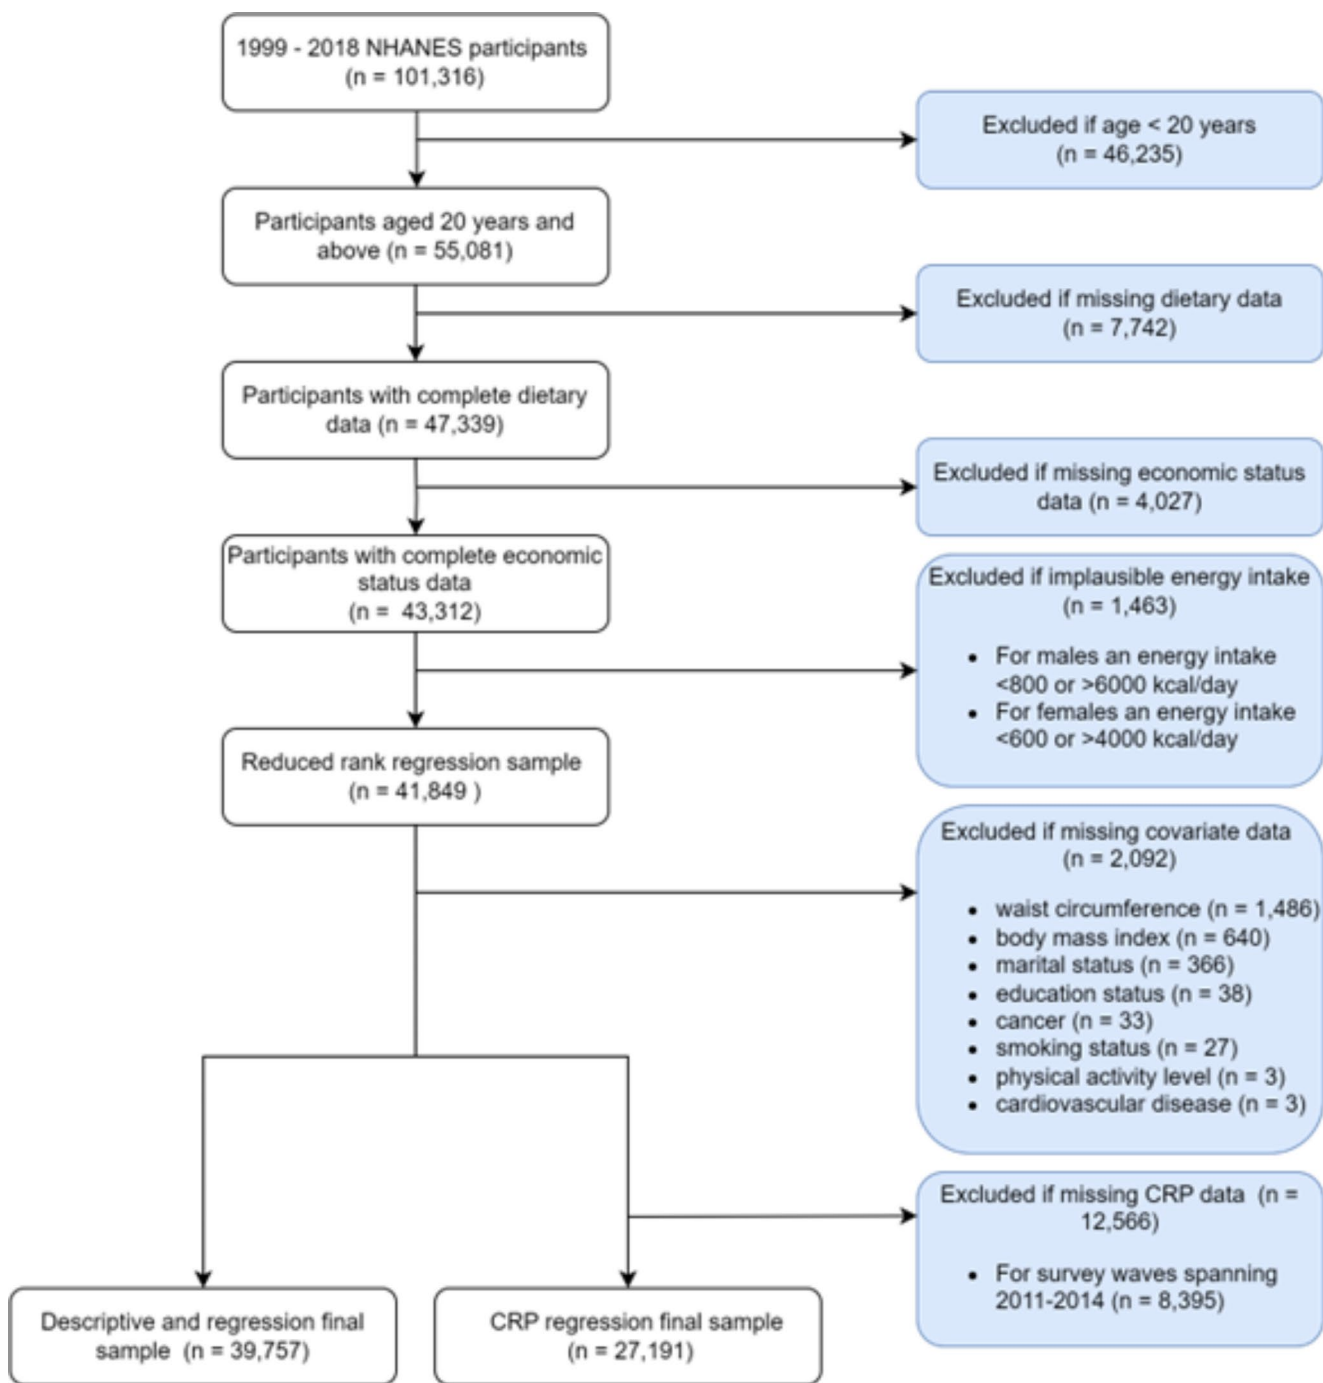 1999 - 2018 NHANES participants
(n = 101,316)
Excluded if age < 20 years
(n = 46,235)
Participants aged 20 years and
above (n = 55,081)
Excluded if missing dietary data
(n = 7,742)
Participants with complete dietary
data (n = 47,339)
Excluded if missing economic status
data (n = 4,027)
Participants with complete economic
status data
(n =  43,312)
Excluded if implausible energy intake
(n = 1,463)
• For males an energy intake
<800 or >6000 kcal/day
• For females an energy intake
<600 or >4000 kcal/day
Reduced rank regression sample
(n = 41,849 )
Excluded if missing covariate data
(n = 2,092)
• waist circumference (n = 1,486)
• body mass index (n = 640)
• marital status (n = 366)
• education status (n = 38)
• cancer (n = 33)
• smoking status (n = 27)
• physical activity level (n = 3)
• cardiovascular disease (n = 3)
Excluded if missing CRP data  (n =
12,566)
• For survey waves spanning
2011-2014 (n = 8,395)
Descriptive and regression final
sample  (n = 39,757)
CRP regression final sample
(n = 27,191)